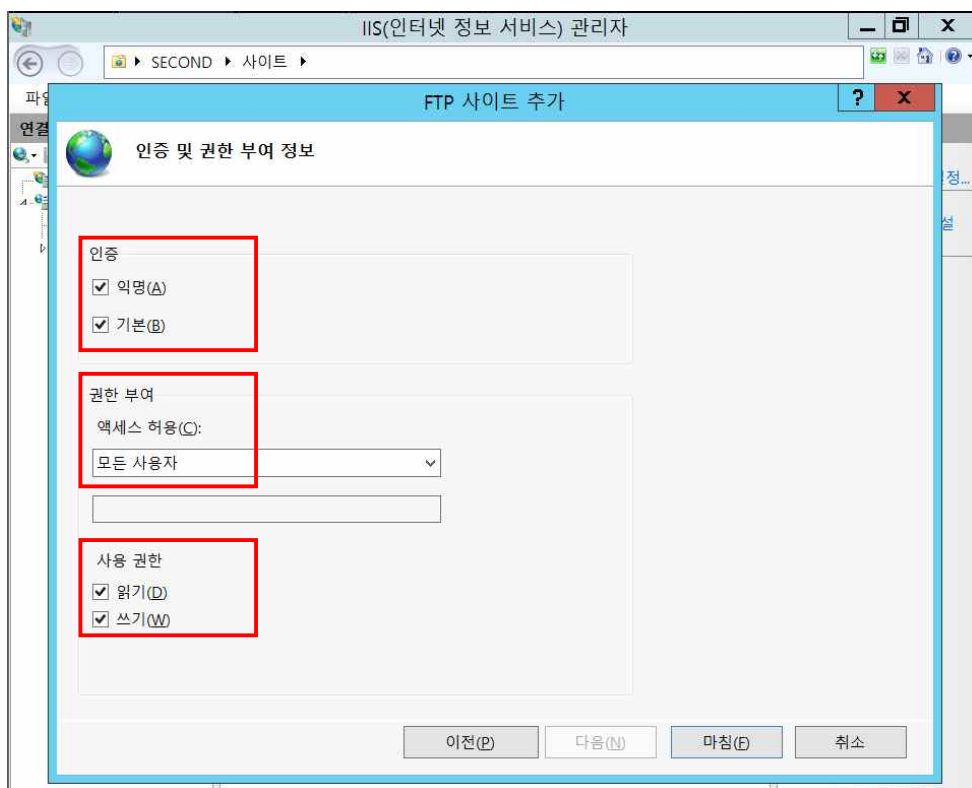 IIS(인터넷 정보 서비스) 관리자
SECOND 사이트
파일
FTP 사이트 추가
연결
인증 및 권한 부여 정보
정...
설
인증
익명(A)
기본(B)
권한 부여
액세스 허용(C):
모든 사용자
사용 권한
읽기(D)
쓰기(W)
이전(P)
다음(N)
마침(F)
취소